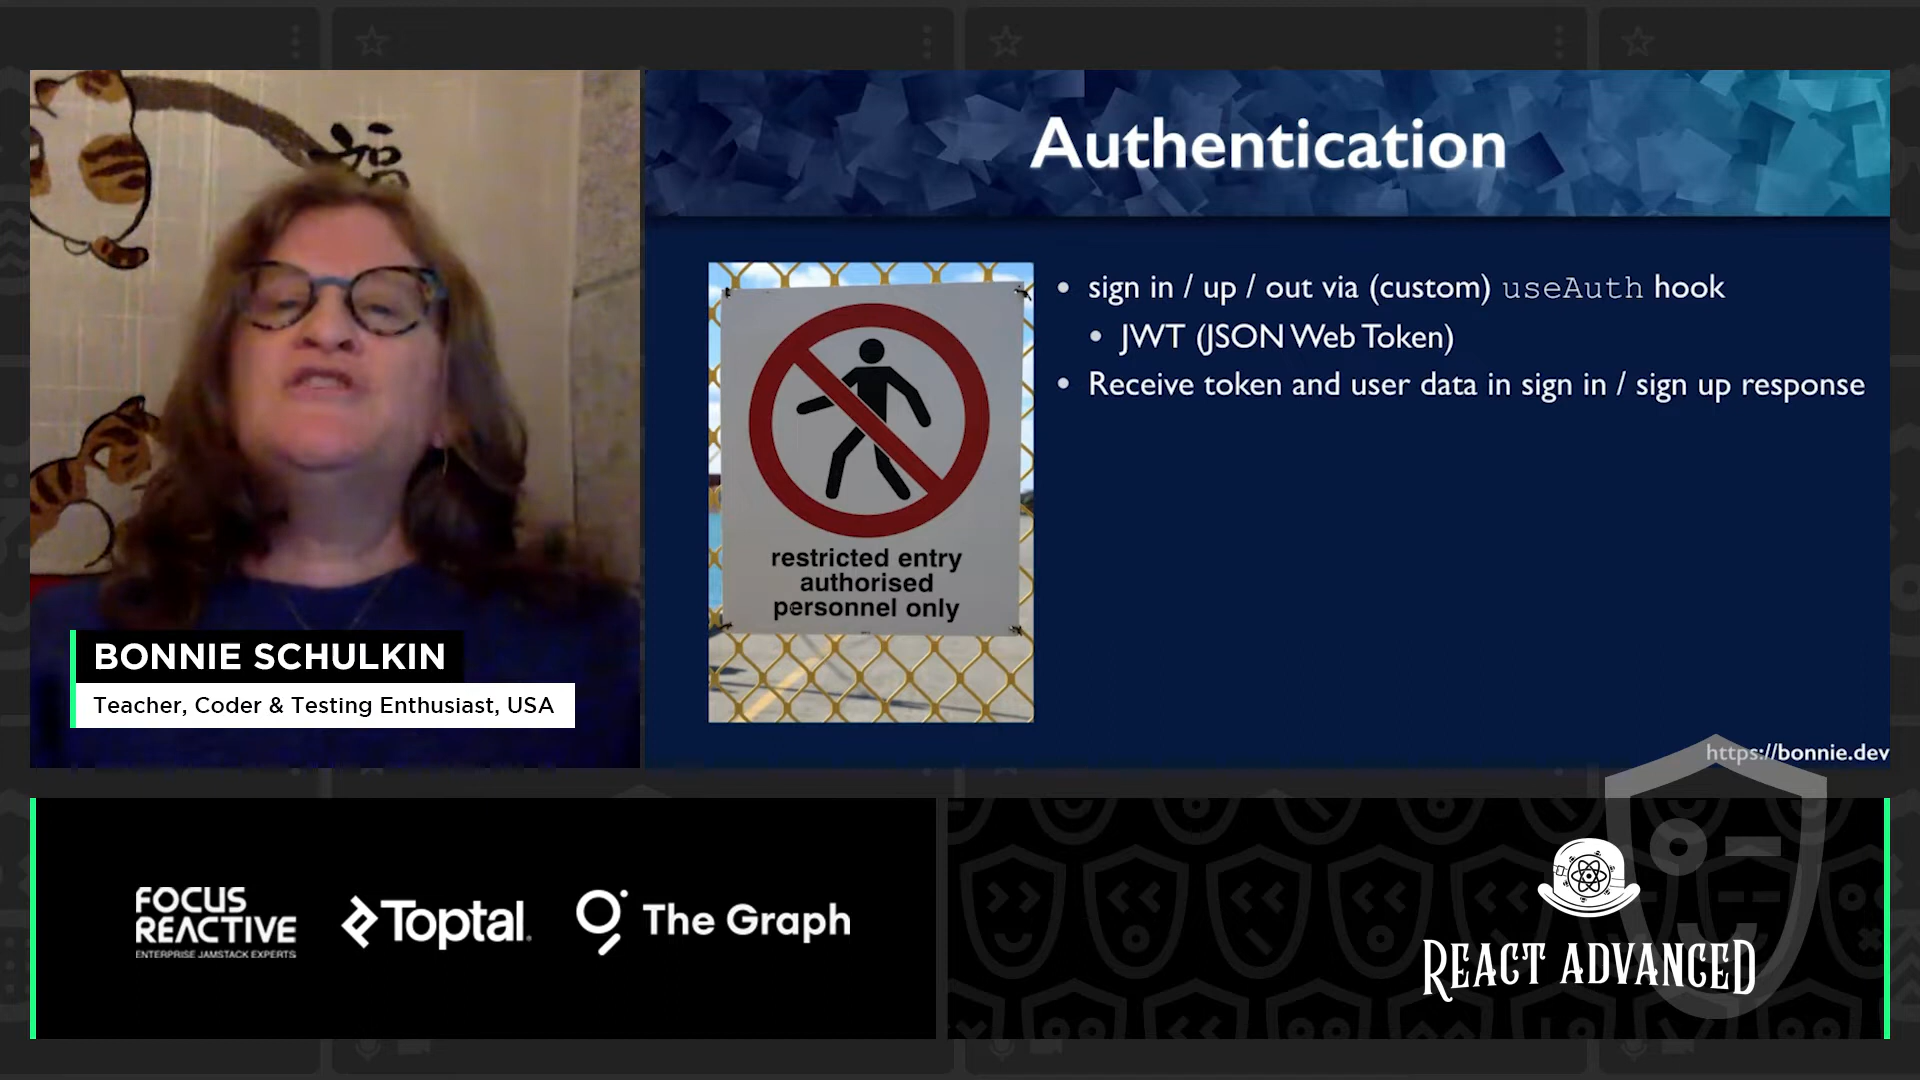 福
BONNIE SCHULKIN
Teacher, Coder & Testing Enthusiast, USA
Authentication
restricted entry
authorised
personnel only
• sign in / up / out via (custom) useAuth hook
• JWT (JSON Web Token)
• Receive token and user data in sign in / sign up response
https://bonnie.dev
FOCUS
REACTIVE
ENTERPRISE JAMSTACK EXPERTS
Toptal
The Graph
REACT ADVANCED